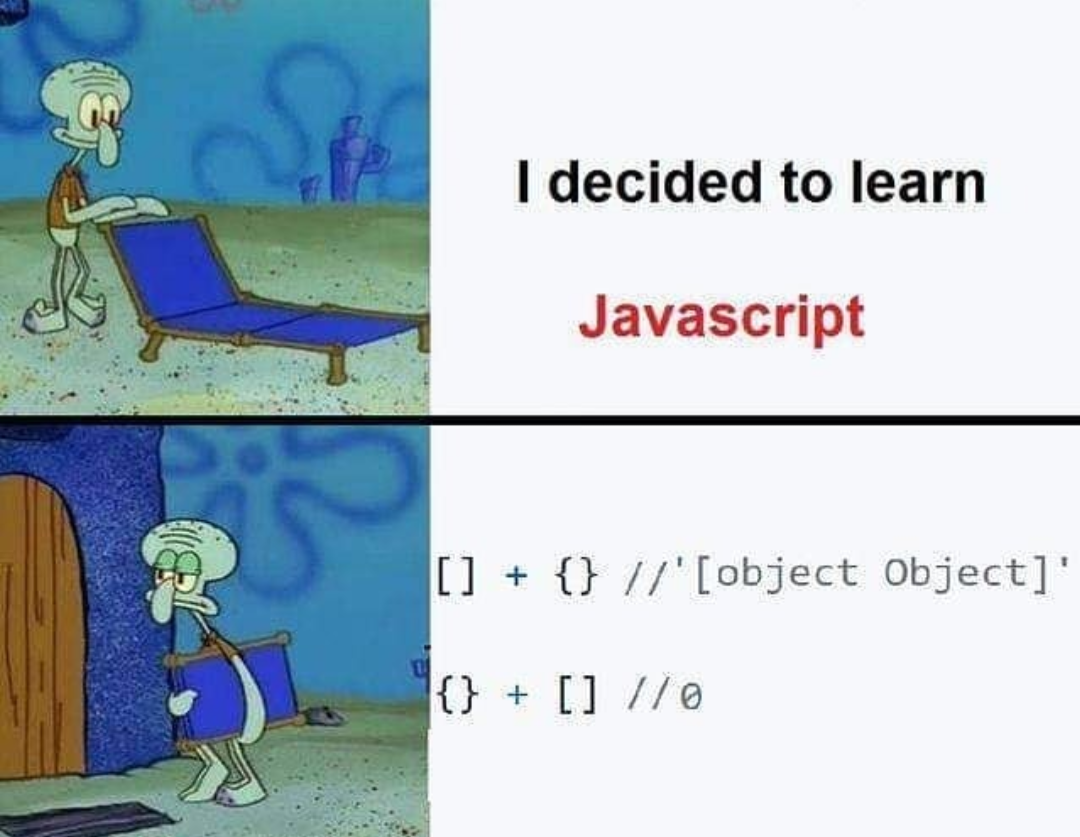 I decided to learn
Javascript
[] + {} //'[object Object]'
{} + [] //0